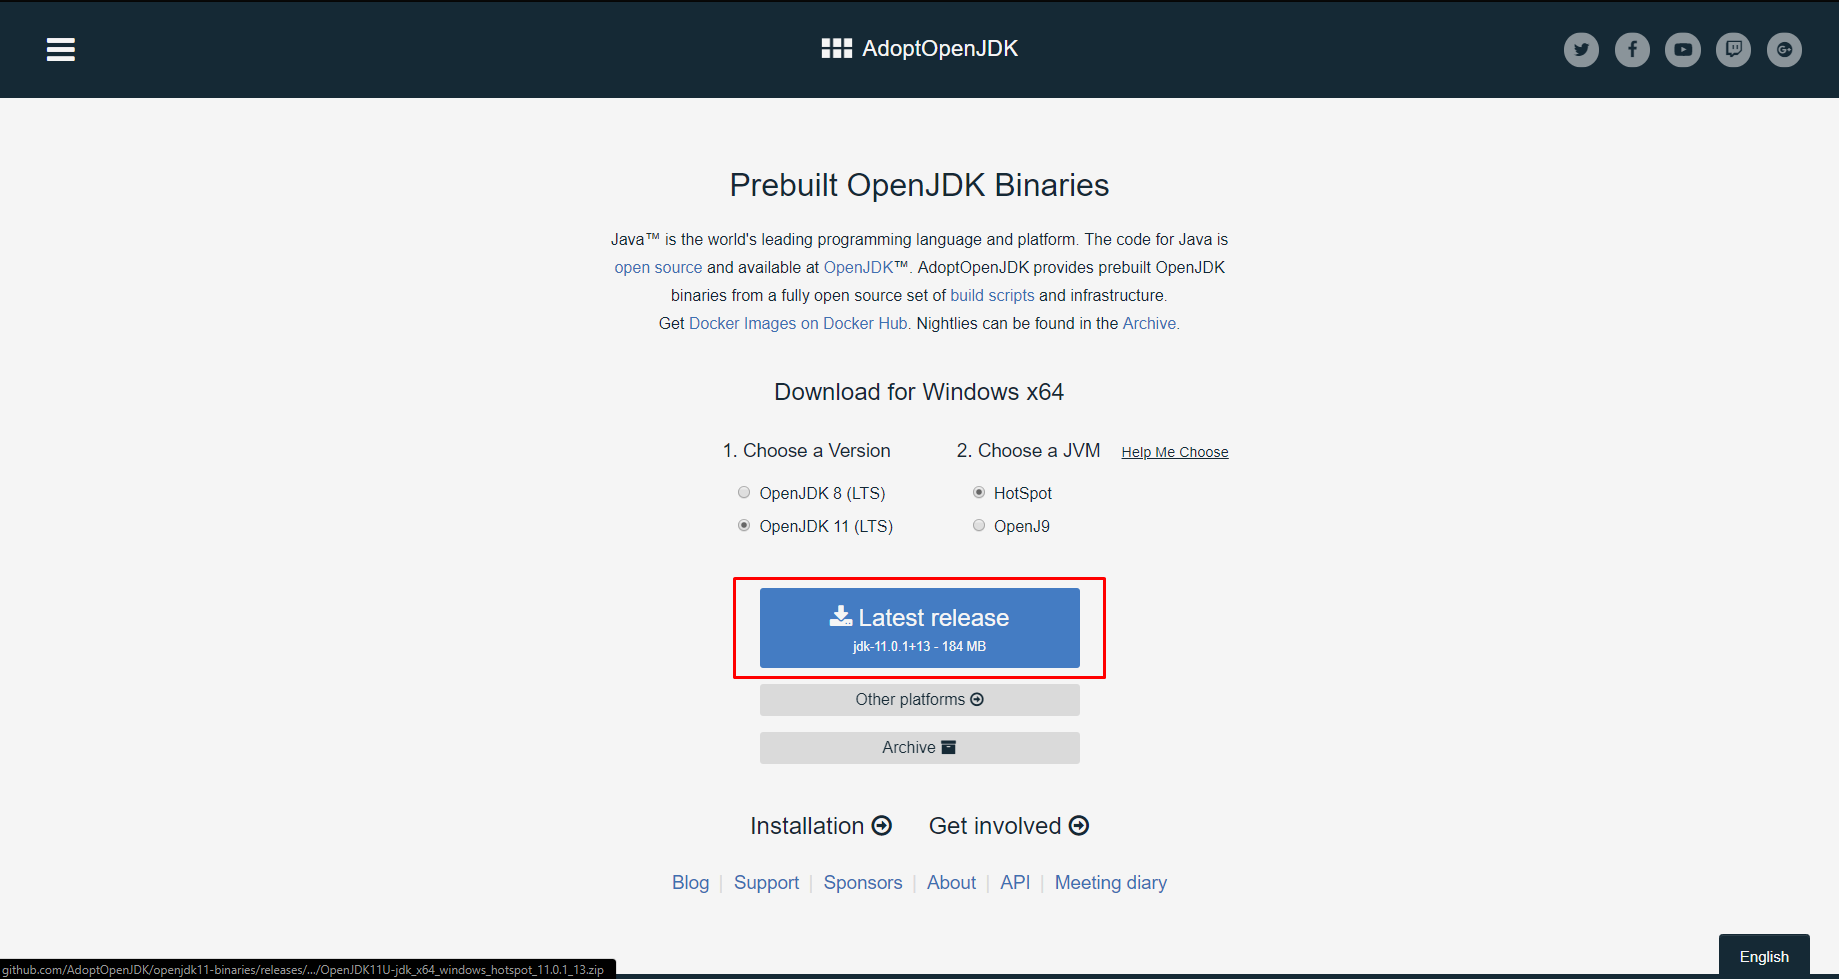 AdoptOpenJDK
Prebuilt OpenJDK Binaries
Java™ is the world's leading programming language and platform. The code for Java is
open source and available at OpenJDK™. AdoptOpenJDK provides prebuilt OpenJDK
binaries from a fully open source set of build scripts and infrastructure.
Get Docker Images on Docker Hub. Nightlies can be found in the Archive.
Download for Windows x64
1. Choose a Version
OpenJDK 8 (LTS)
OpenJDK 11 (LTS)
2. Choose a JVM Help Me Choose
HotSpot
OpenJ9
Latest release
jdk-11.0.1+13 - 184 MB
Other platforms
Archive
Installation Get involved
Blog | Support | Sponsors | About | API | Meeting diary
English
github.com/AdoptOpenJDK/openjdk11-binaries/releases/.../OpenJDK11U-jdk_x64_windows_hotspot_11.0.1_13.zip